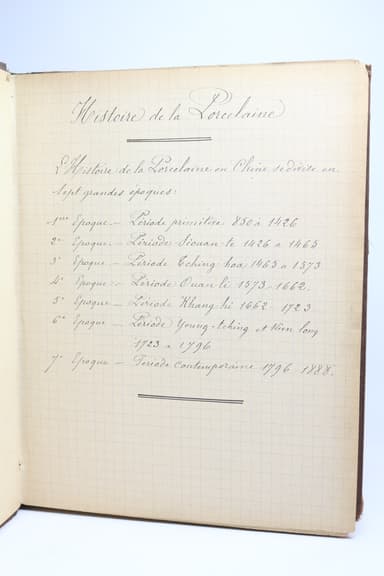 Histoire de la Porcelaine
L'Histoire de la Porcelaine en Chine se divise en
sept grandes époques:
1ère Epoque — Période primitive 850 à 1426
2e Epoque — Période Siouan-te 1426 à 1465
3e Epoque — Période Tching hoa 1465 à 1573
4e Epoque — Période Ouan li 1573-1662.
5e Epoque — Période Khang hi 1662-1723
6e Epoque — Période Young-tching et Kien long
1723 à 1796
7e Epoque — Période contemporaine 1796-1888.